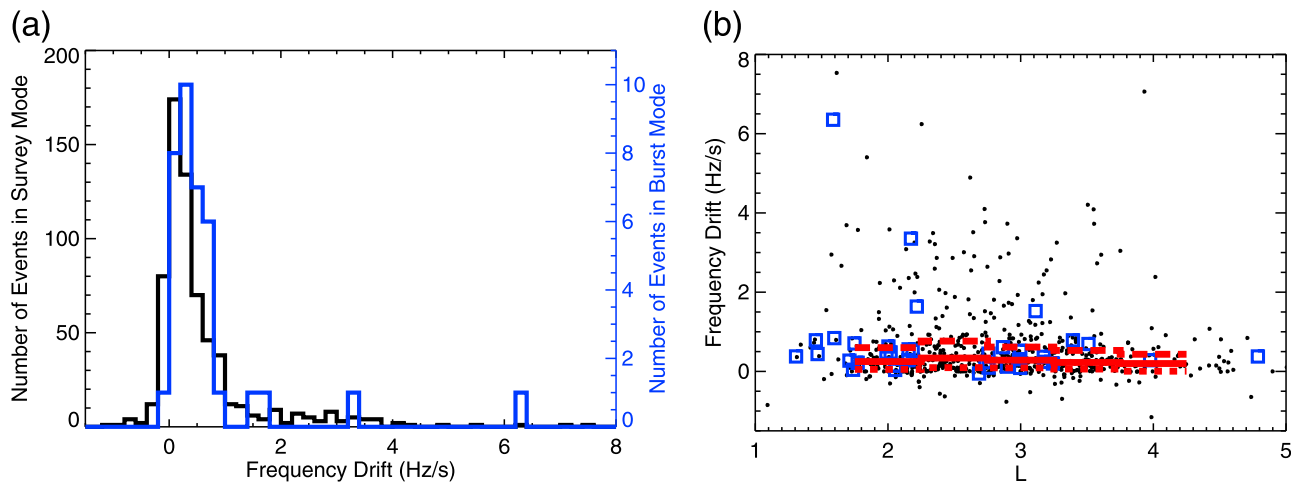 (a)
200
150
100
50
0
Number of Events in Survey Mode
10
8
6
4
2
0
Number of Events in Burst Mode
0 2 4 6 8
Frequency Drift (Hz/s)
(b)
8
6
4
2
0
Frequency Drift (Hz/s)
1 2 3 4 5
L